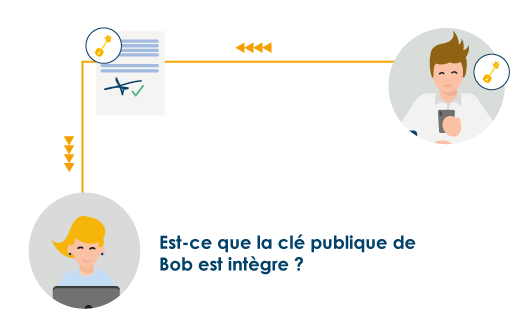 Est-ce que la clé publique de
Bob est intègre ?